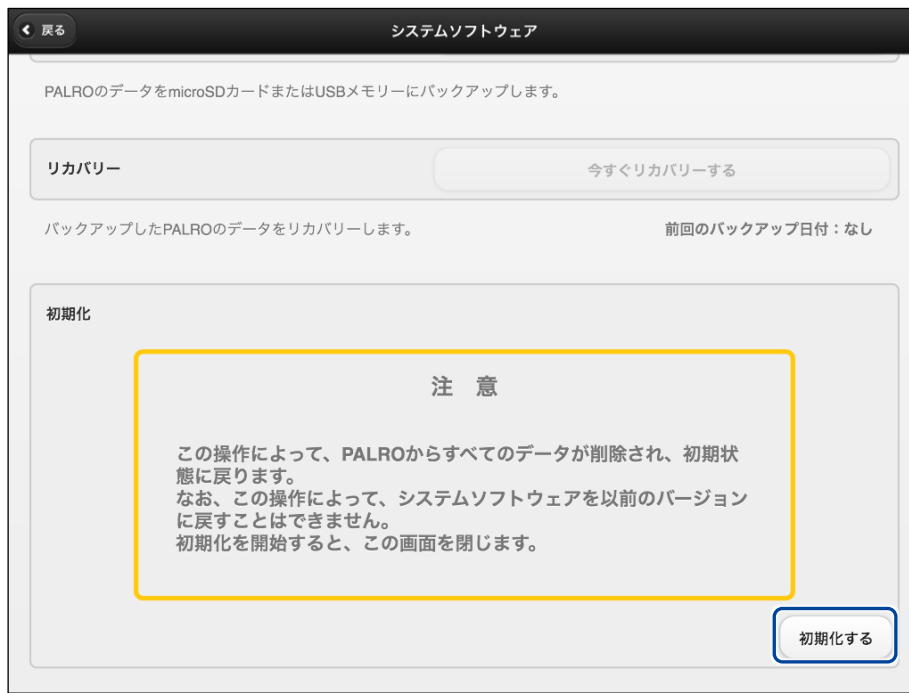 戻る
システムソフトウェア
PALROのデータをmicroSDカードまたはUSBメモリーにバックアップします。
リカバリー
今すぐリカバリーする
バックアップしたPALROのデータをリカバリーします。
前回のバックアップ日付：なし
初期化
注　意
この操作によって、PALROからすべてのデータが削除され、初期状
態に戻ります。
なお、この操作によって、システムソフトウェアを以前のバージョン
に戻すことはできません。
初期化を開始すると、この画面を閉じます。
初期化する